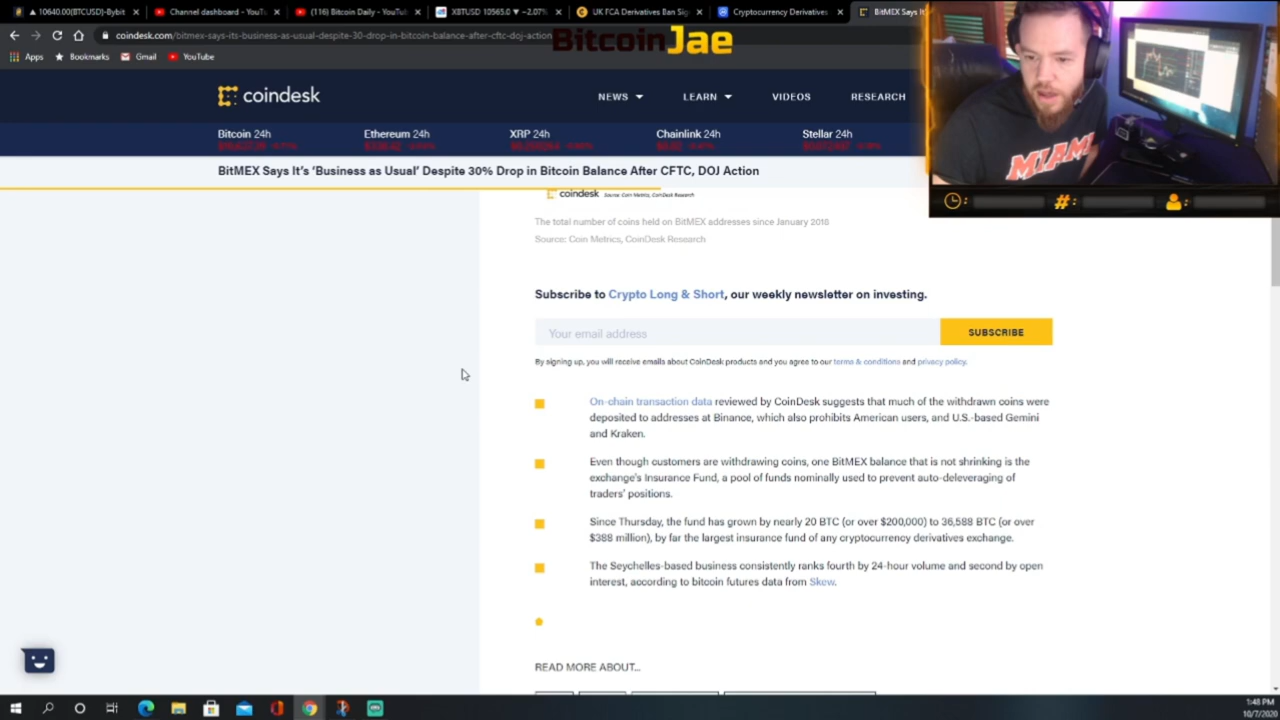 10640.00(BTCUSD)-Bybit
Channel dashboard - YouTu
(116) Bitcoin Daily - YouTub
XBTUSD 10565.0 ▼ -2.07%
UK FCA Derivatives Ban Sig
Cryptocurrency Derivatives
BitMEX Says It's
coindesk.com/bitmex-says-its-business-as-usual-despite-30-drop-in-bitcoin-balance-after-cftc-doj-action
BitcoinJae
Apps
Bookmarks
Gmail
YouTube
coindesk
NEWS
LEARN
VIDEOS
RESEARCH
Bitcoin 24h
Ethereum 24h
XRP 24h
Chainlink 24h
Stellar 24h
BitMEX Says It's 'Business as Usual' Despite 30% Drop in Bitcoin Balance After CFTC, DOJ Action
MIAMI
#:
coindesk Source: Coin Metrics, CoinDesk Research
The total number of coins held on BitMEX addresses since January 2018
Source: Coin Metrics, CoinDesk Research
Subscribe to Crypto Long & Short, our weekly newsletter on investing.
Your email address
SUBSCRIBE
By signing up, you will receive emails about CoinDesk products and you agree to our terms & conditions and privacy policy.
On-chain transaction data reviewed by CoinDesk suggests that much of the withdrawn coins were
deposited to addresses at Binance, which also prohibits American users, and U.S.-based Gemini
and Kraken.
Even though customers are withdrawing coins, one BitMEX balance that is not shrinking is the
exchange's Insurance Fund, a pool of funds nominally used to prevent auto-deleveraging of
traders' positions.
Since Thursday, the fund has grown by nearly 20 BTC (or over $200,000) to 36,588 BTC (or over
$388 million), by far the largest insurance fund of any cryptocurrency derivatives exchange.
The Seychelles-based business consistently ranks fourth by 24-hour volume and second by open
interest, according to bitcoin futures data from Skew.
READ MORE ABOUT...
1:48 PM
10/7/2020